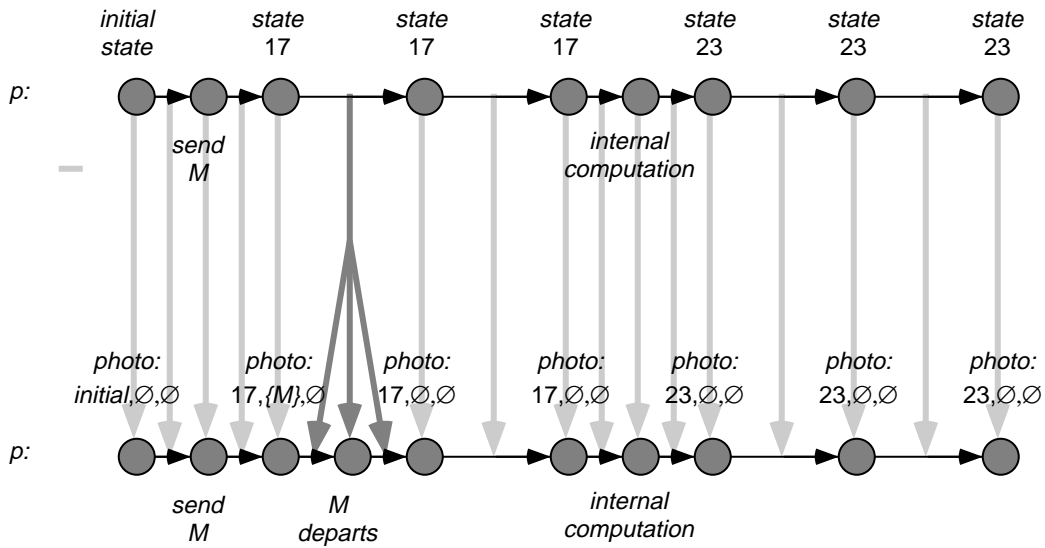 initial state state state state state state
state 17 17 17 23 23 23
p:
send internal
M computation
photo: photo: photo: photo: photo: photo: photo:
initial,∅,∅ 17,{M},∅ 17,∅,∅ 17,∅,∅ 23,∅,∅ 23,∅,∅ 23,∅,∅
p:
send M internal
M departs computation